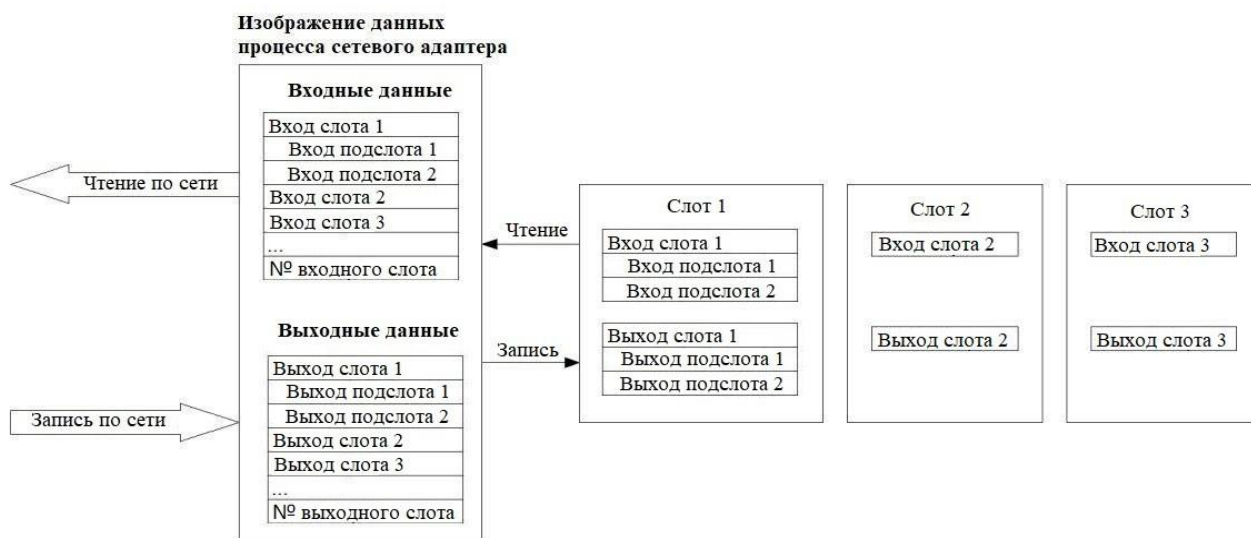 Изображение данных
процесса сетевого адаптера
Входные данные
Вход слота 1
Вход подслота 1
Вход подслота 2
Вход слота 2
Вход слота 3
...
№ входного слота
Выходные данные
Выход слота 1
Выход подслота 1
Выход подслота 2
Выход слота 2
Выход слота 3
...
№ выходного слота
Чтение по сети
Запись по сети
Чтение
Запись
Слот 1
Вход слота 1
Вход подслота 1
Вход подслота 2
Выход слота 1
Выход подслота 1
Выход подслота 2
Слот 2
Вход слота 2
Выход слота 2
Слот 3
Вход слота 3
Выход слота 3